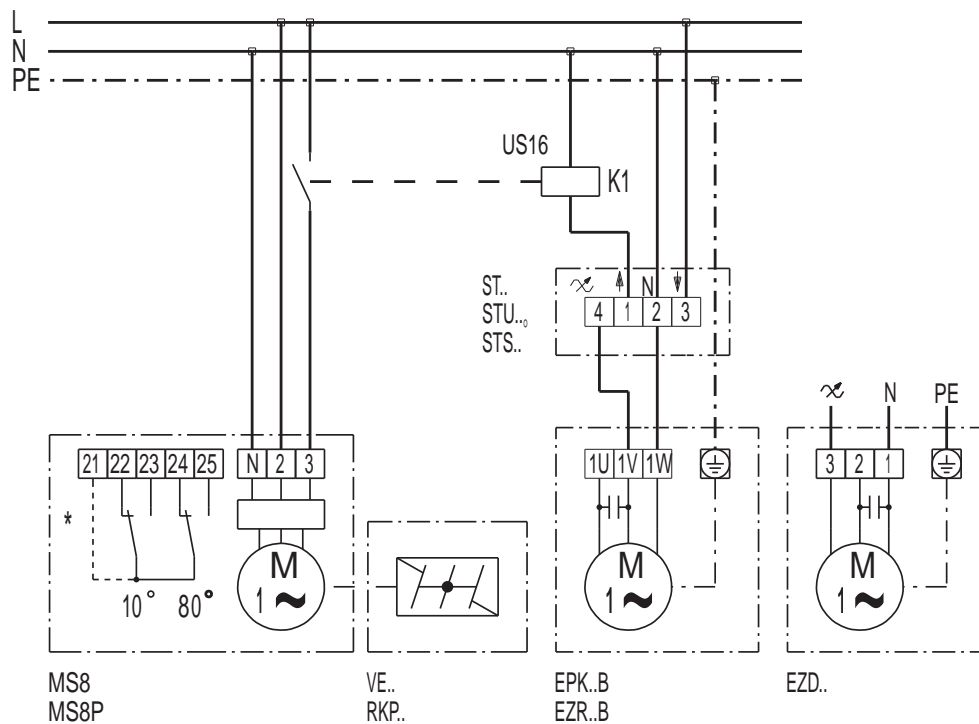 L
N
PE
US16
K1
ST..
STU..₀
STS..
N
4 1 2 3
N PE
21 22 23 24 25 N 2 3
1U 1V 1W
3 2 1
*
10° 80°
M
1
M
1
M
1
MS8
MS8P
VE..
RKP..
EPK..B
EZR..B
EZD..